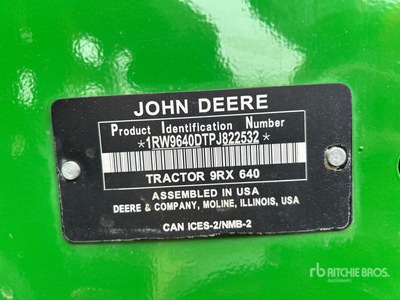 JOHN DEERE
Product Identification Number
*1RW9640DTPJ822532*
TRACTOR 9RX 640
ASSEMBLED IN USA
DEERE & COMPANY, MOLINE, ILLINOIS, USA
CAN ICES-2/NMB-2
rb RITCHIE BROS.